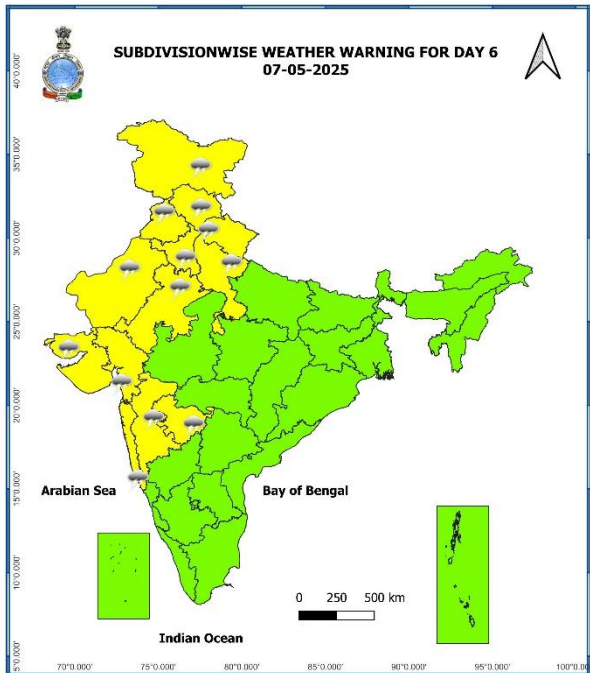 SUBDIVISIONWISE WEATHER WARNING FOR DAY 6
07-05-2025
40°0.000'
35°0.000'
30°0.000'
25°0.000'
20°0.000'
15°0.000'
10°0.000'
5°0.000'
Arabian Sea
Bay of Bengal
0 250 500 km
Indian Ocean
70°0.000' 75°0.000' 80°0.000' 85°0.000' 90°0.000' 95°0.000' 100°0.00